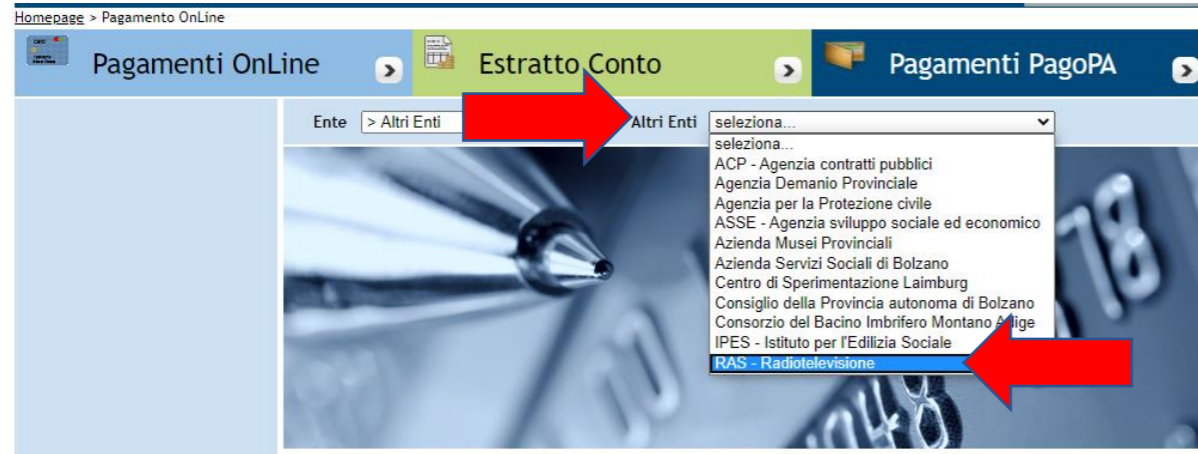 Homepage > Pagamento OnLine
Pagamenti OnLine
Estratto Conto
Pagamenti PagoPA
Ente > Altri Enti Altri Enti seleziona...
seleziona...
ACP - Agenzia contratti pubblici
Agenzia Demanio Provinciale
Agenzia per la Protezione civile
ASSE - Agenzia sviluppo sociale ed economico
Azienda Musei Provinciali
Azienda Servizi Sociali di Bolzano
Centro di Sperimentazione Laimburg
Consiglio della Provincia autonoma di Bolzano
Consorzio del Bacino Imbrifero Montano Adige
IPES - Istituto per l'Edilizia Sociale
RAS - Radiotelevisione